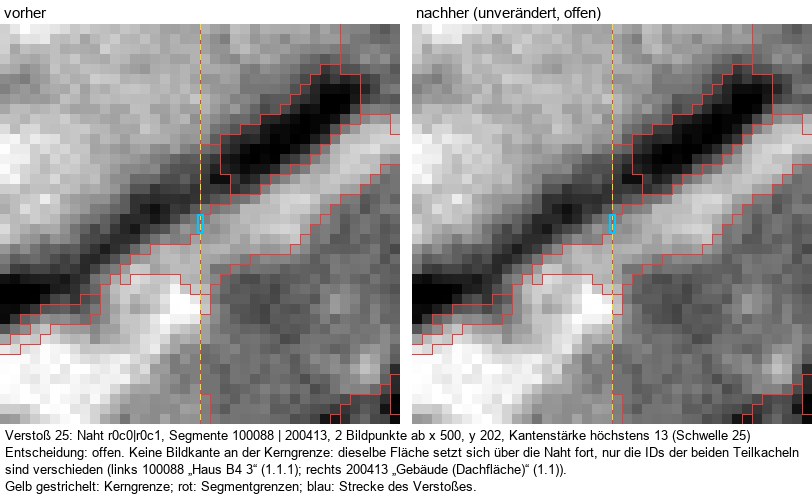 vorher
nachher (unverändert, offen)
Verstoß 25: Naht r0c0|r0c1, Segmente 100088 | 200413, 2 Bildpunkte ab x 500, y 202, Kantenstärke höchstens 13 (Schwelle 25)
Entscheidung: offen. Keine Bildkante an der Kerngrenze: dieselbe Fläche setzt sich über die Naht fort, nur die IDs der beiden Teilkacheln
sind verschieden (links 100088 „Haus B4 3“ (1.1.1); rechts 200413 „Gebäude (Dachfläche)“ (1.1)).
Gelb gestrichelt: Kerngrenze; rot: Segmentgrenzen; blau: Strecke des Verstoßes.